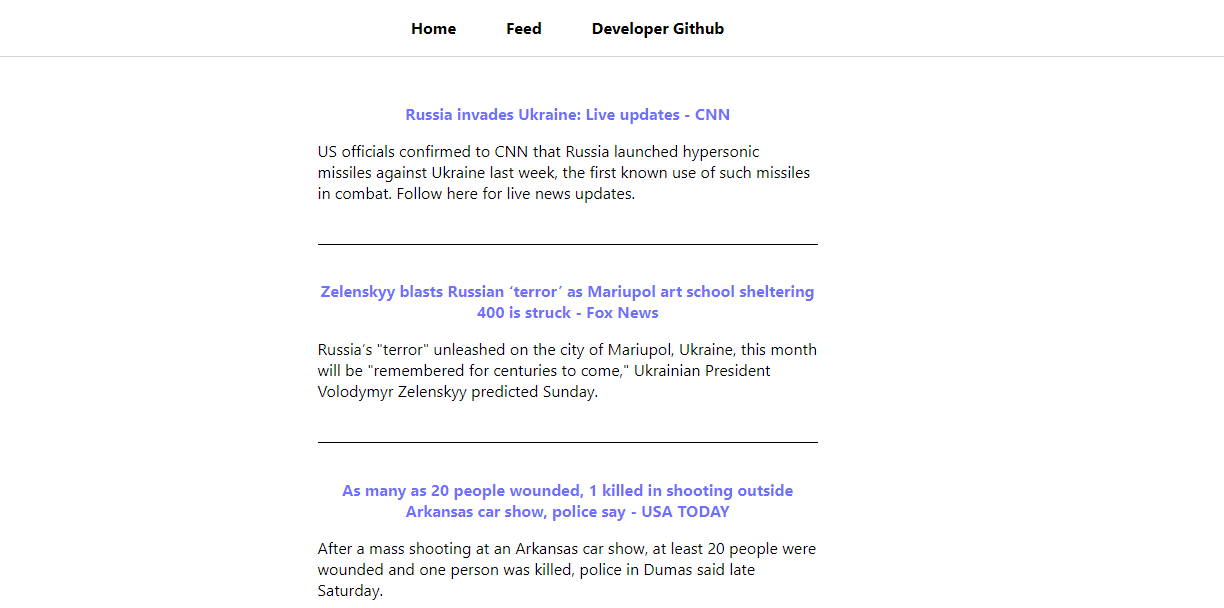 Home Feed Developer Github
Russia invades Ukraine: Live updates - CNN
US officials confirmed to CNN that Russia launched hypersonic
missiles against Ukraine last week, the first known use of such missiles
in combat. Follow here for live news updates.
Zelenskyy blasts Russian ‘terror’ as Mariupol art school sheltering
400 is struck - Fox News
Russia’s "terror" unleashed on the city of Mariupol, Ukraine, this month
will be "remembered for centuries to come," Ukrainian President
Volodymyr Zelenskyy predicted Sunday.
As many as 20 people wounded, 1 killed in shooting outside
Arkansas car show, police say - USA TODAY
After a mass shooting at an Arkansas car show, at least 20 people were
wounded and one person was killed, police in Dumas said late
Saturday.